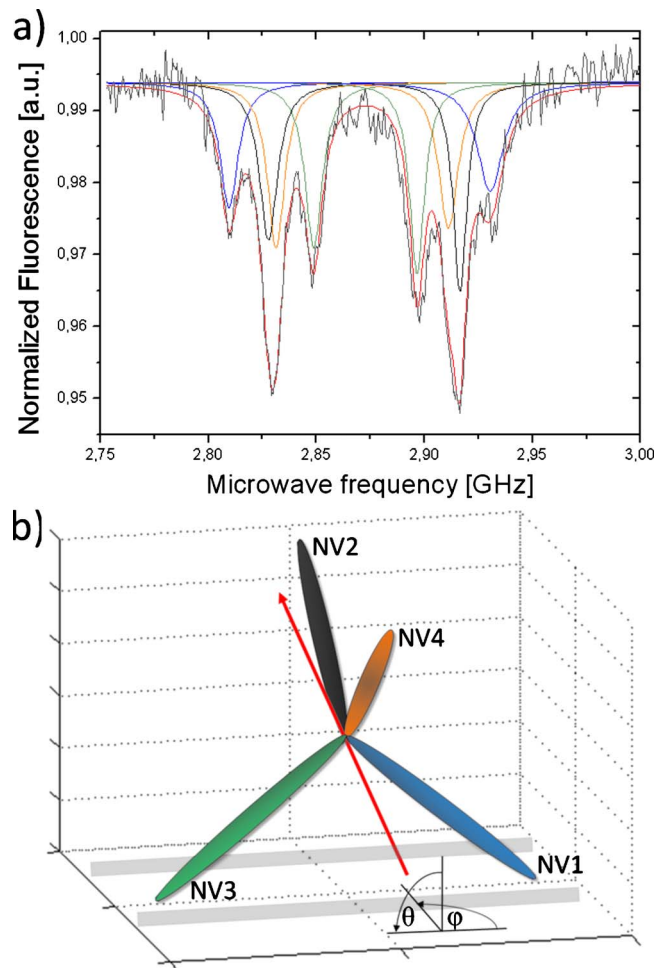 a)
1,00
0,99
0,98
0,97
0,96
0,95
Normalized Fluorescence [a.u.]
2,75
2,80
2,85
2,90
2,95
3,00
Microwave frequency [GHz]
b)
NV2
NV4
NV3
NV1
θ
φ